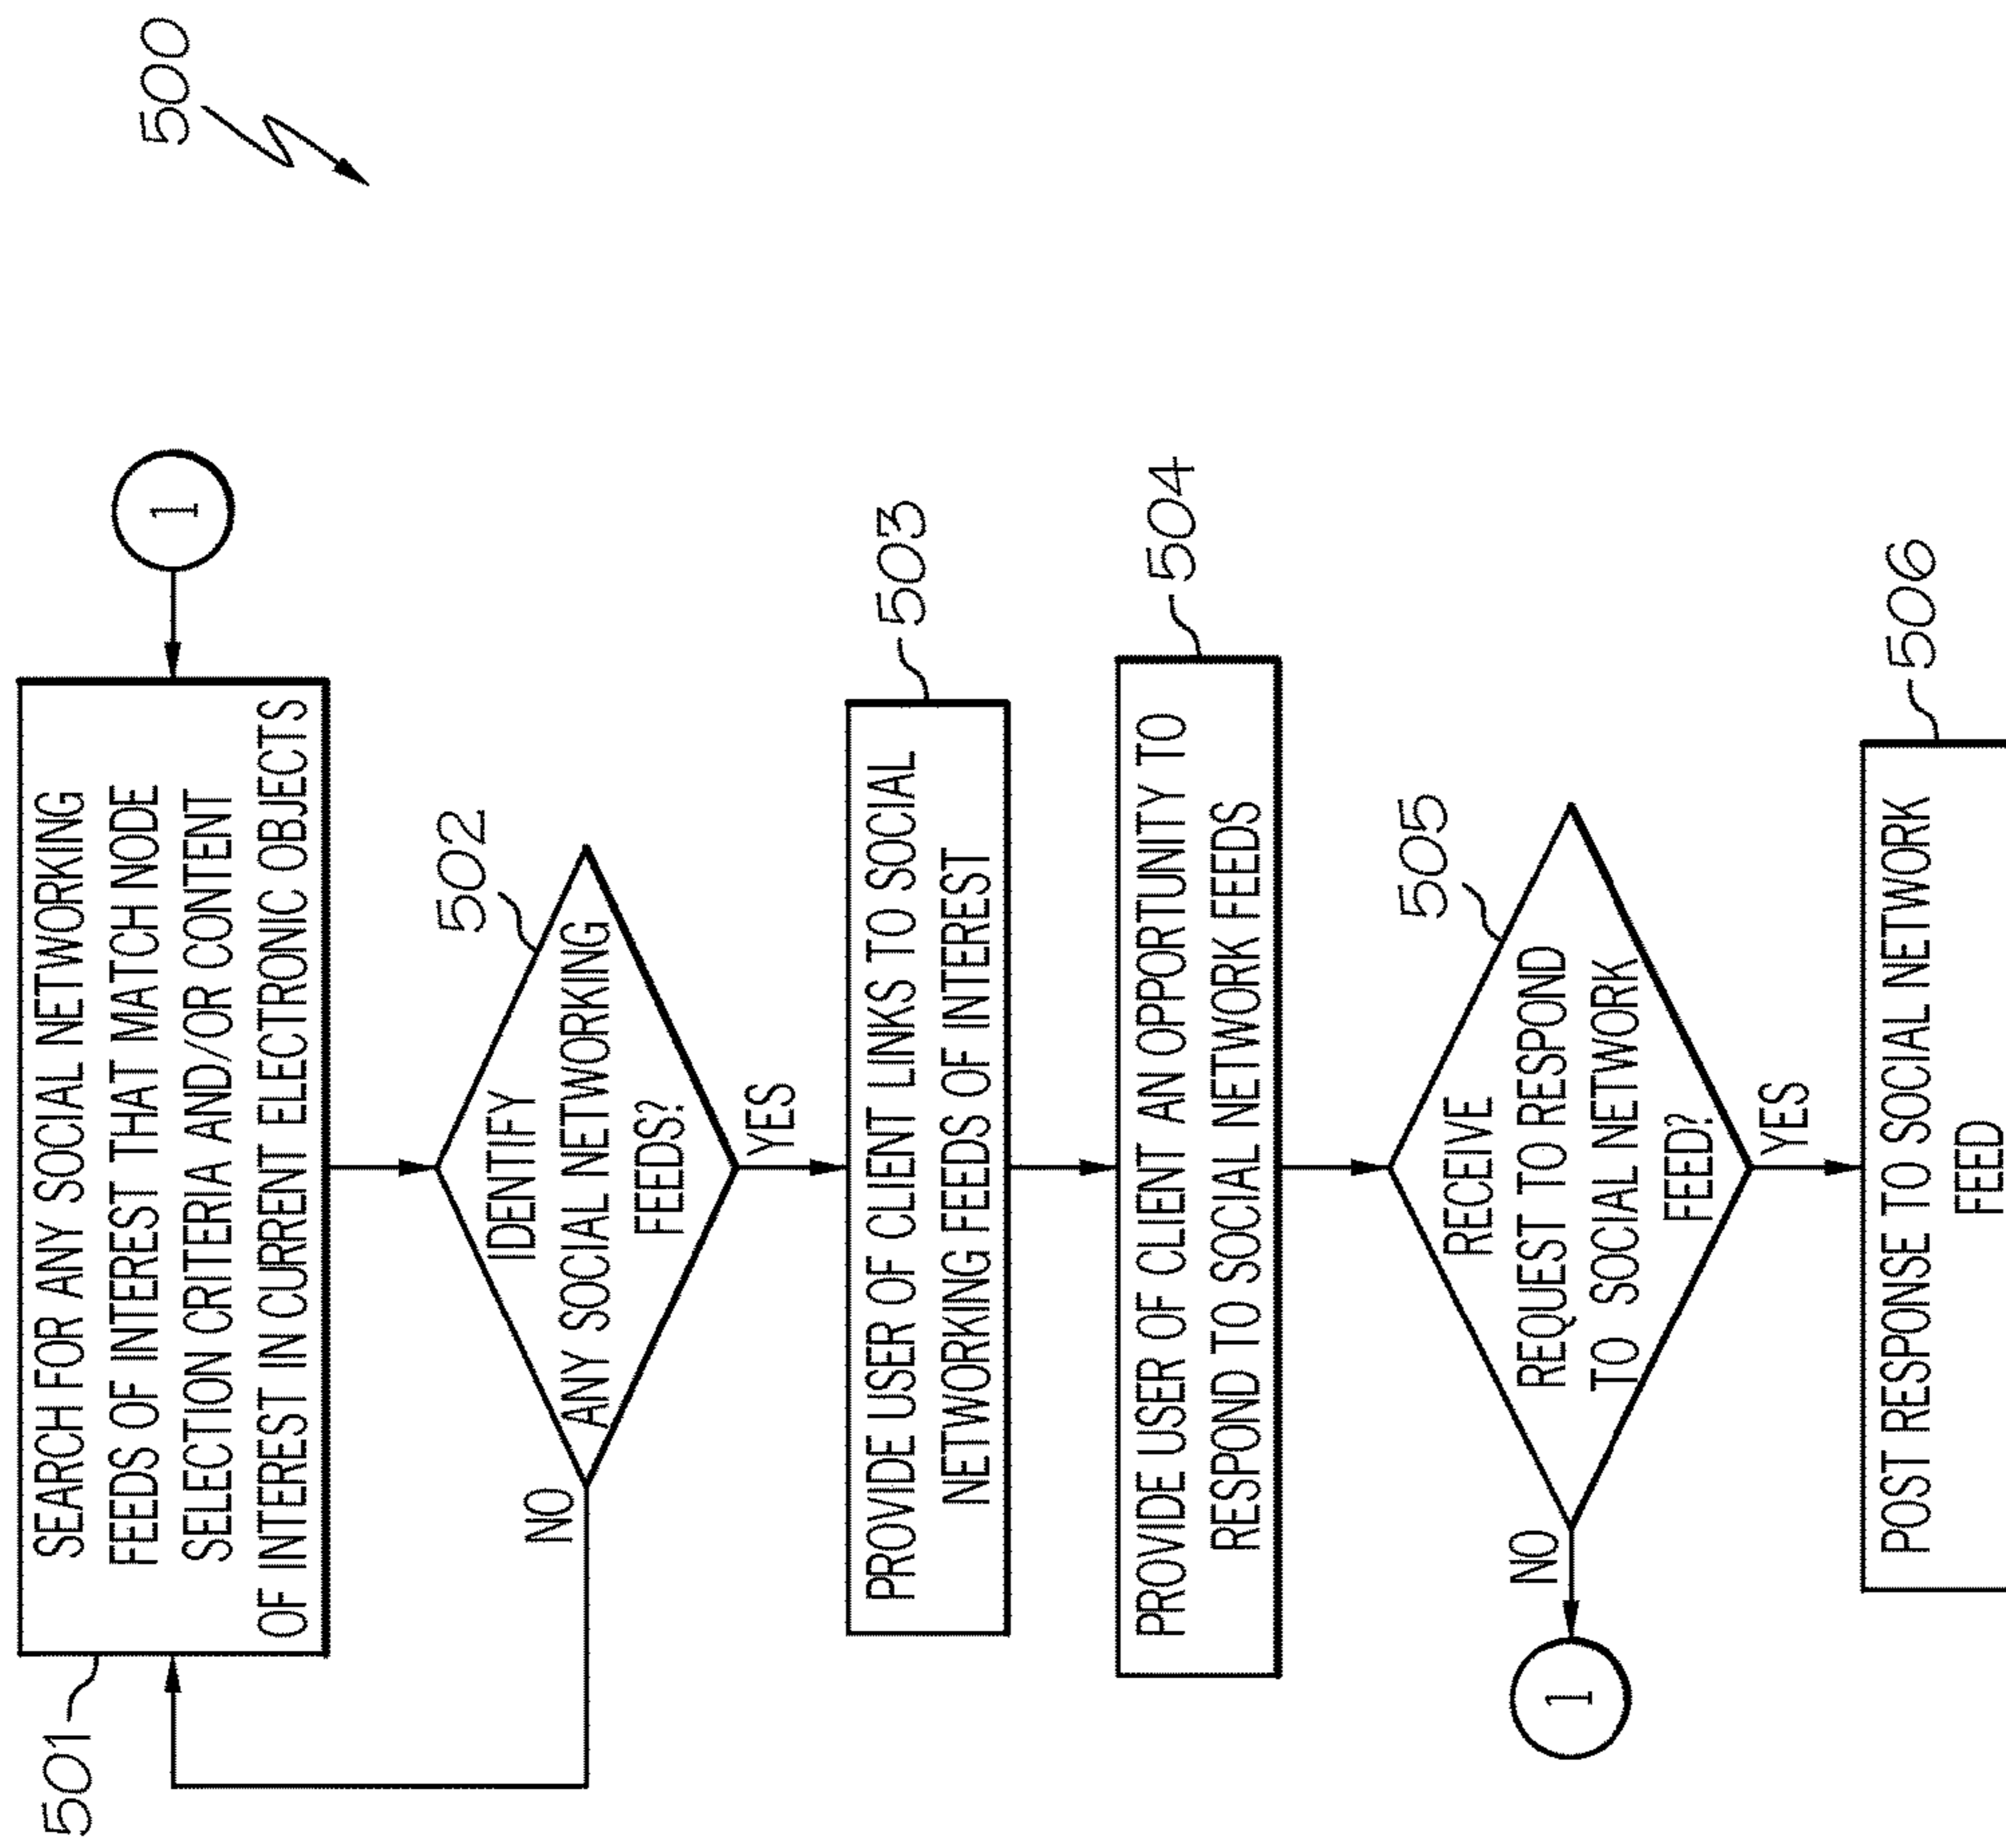 500
1
501
SEARCH FOR ANY SOCIAL NETWORKING
FEEDS OF INTEREST THAT MATCH NODE
SELECTION CRITERIA AND/OR CONTENT
OF INTEREST IN CURRENT ELECTRONIC OBJECTS
502
IDENTIFY
ANY SOCIAL NETWORKING
FEEDS?
NO
YES
503
PROVIDE USER OF CLIENT LINKS TO SOCIAL
NETWORKING FEEDS OF INTEREST
504
PROVIDE USER OF CLIENT AN OPPORTUNITY TO
RESPOND TO SOCIAL NETWORK FEEDS
505
RECEIVE
REQUEST TO RESPOND
TO SOCIAL NETWORK
FEED?
NO
1
YES
506
POST RESPONSE TO SOCIAL NETWORK
FEED